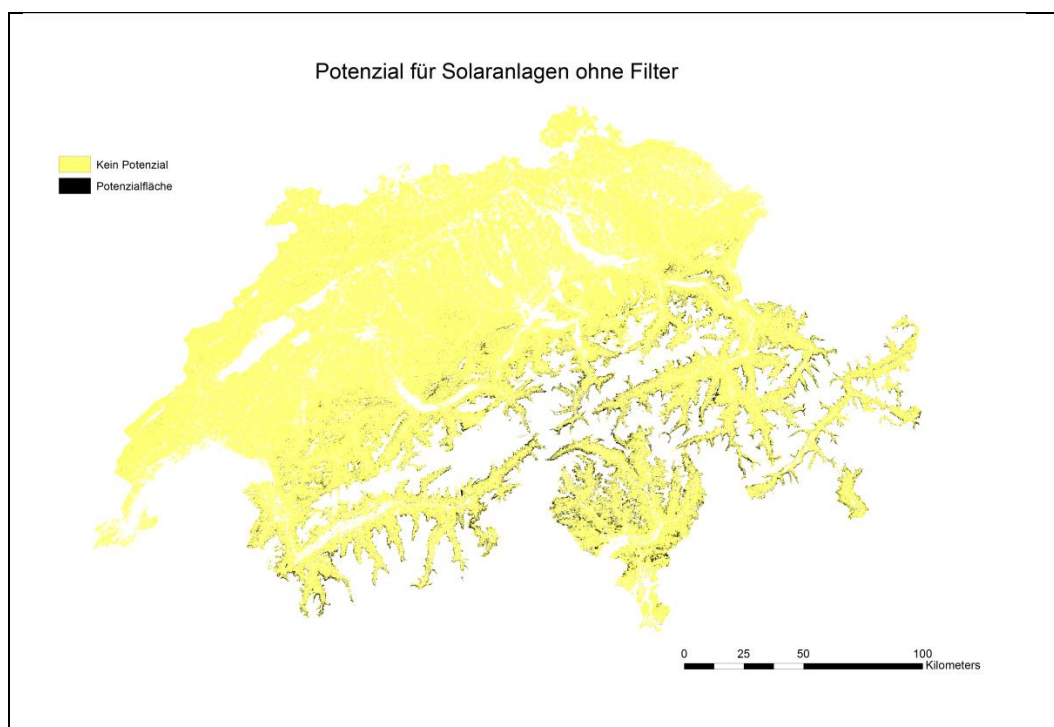 Potenzial für Solaranlagen ohne Filter
Kein Potenzial
Potenzialfläche
0 25 50 100
Kilometers